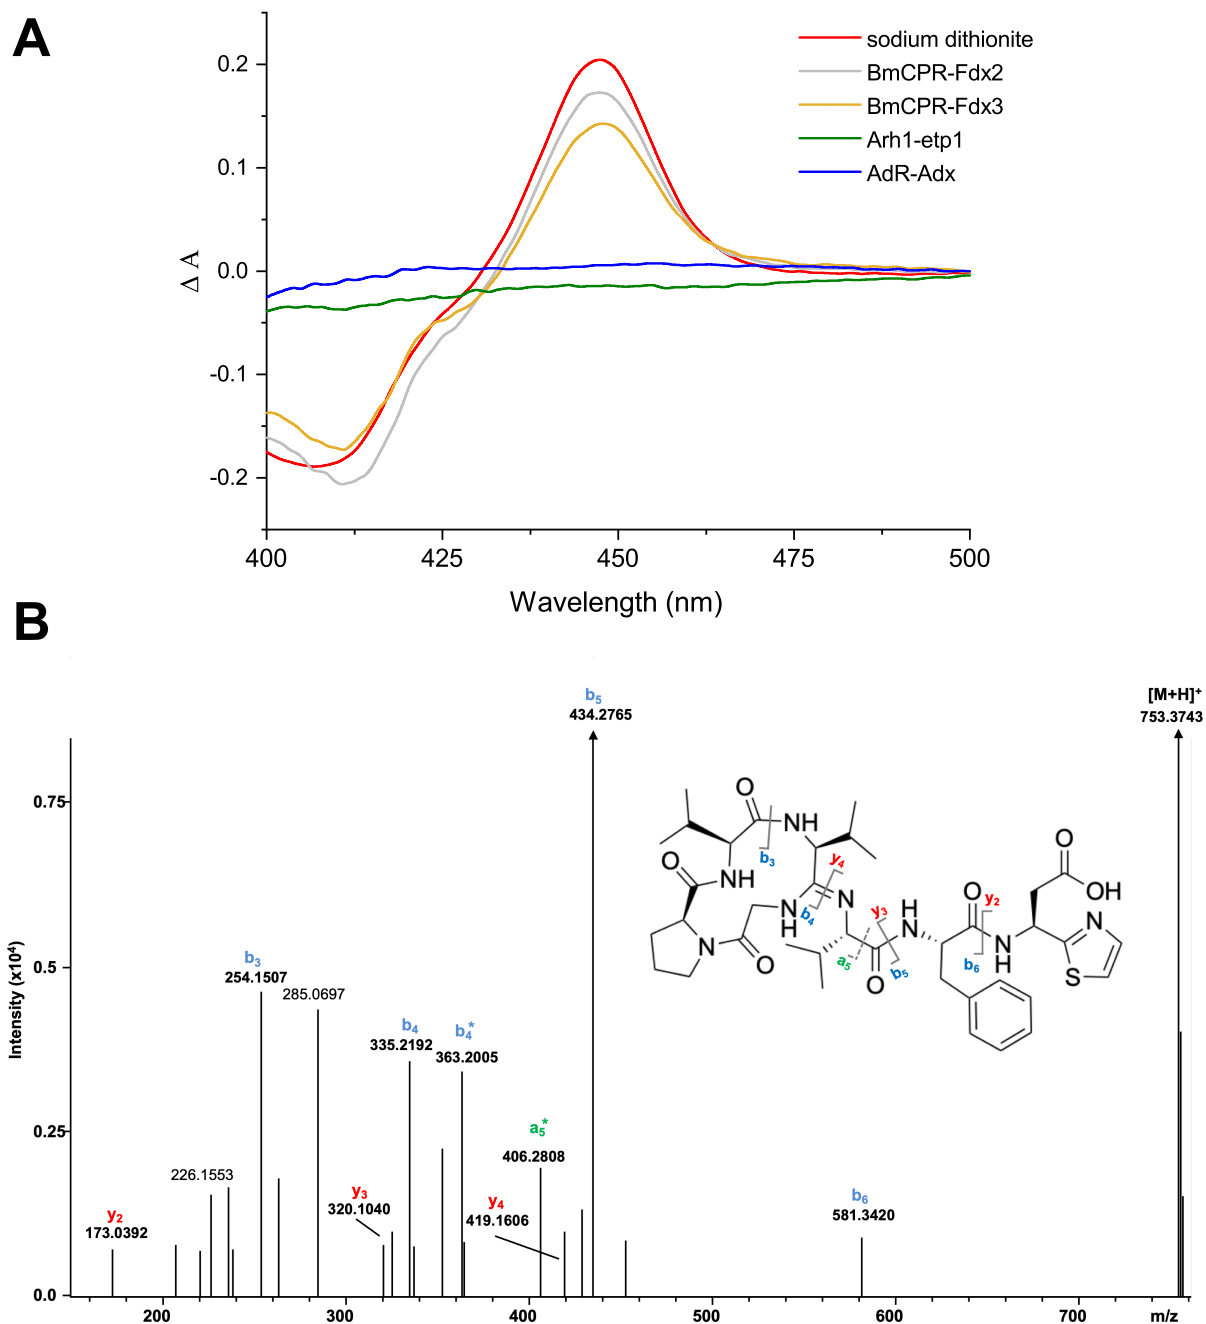 A
sodium dithionite
BmCPR-Fdx2
BmCPR-Fdx3
Arh1-etp1
AdR-Adx
0.2
0.1
0.0
-0.1
-0.2
Δ A
400
425
450
475
500
Wavelength (nm)
B
b5
434.2765
[M+H]+
753.3743
0.75
0.5
0.25
0.0
Intensity (x10⁴)
b3
254.1507
285.0697
b4
335.2192
b4*
363.2005
a5*
406.2808
226.1553
y2
173.0392
y3
320.1040
y4
419.1606
b6
581.3420
O
NH
b3
y4
O
NH
N
H
b4
N
y3
H
N
O
y2
O
OH
N
S
N
H
b6
a5
b5
O
N
O
200
300
400
500
600
700
m/z